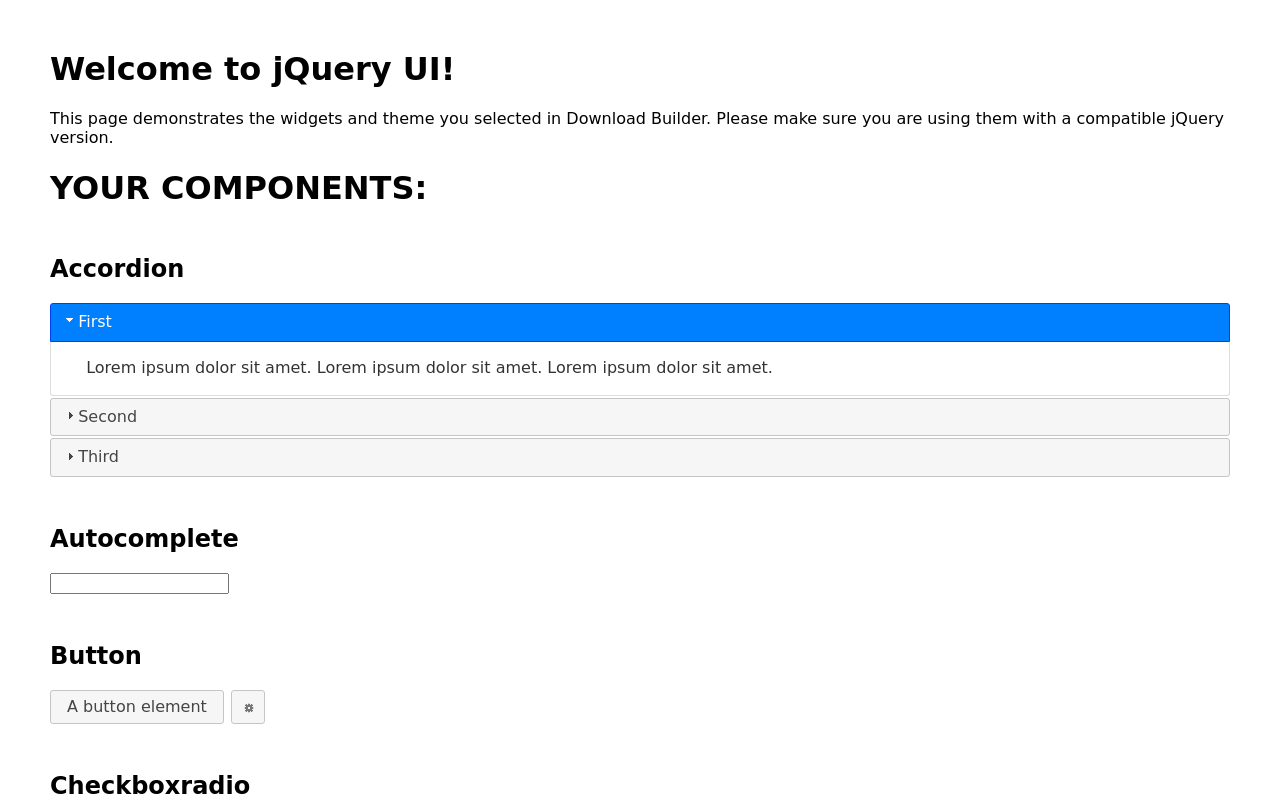 Welcome to jQuery UI!
This page demonstrates the widgets and theme you selected in Download Builder. Please make sure you are using them with a compatible jQuery
version.
YOUR COMPONENTS:
Accordion
First
Lorem ipsum dolor sit amet. Lorem ipsum dolor sit amet. Lorem ipsum dolor sit amet.
Second
Third
Autocomplete
Button
A button element
Checkboxradio